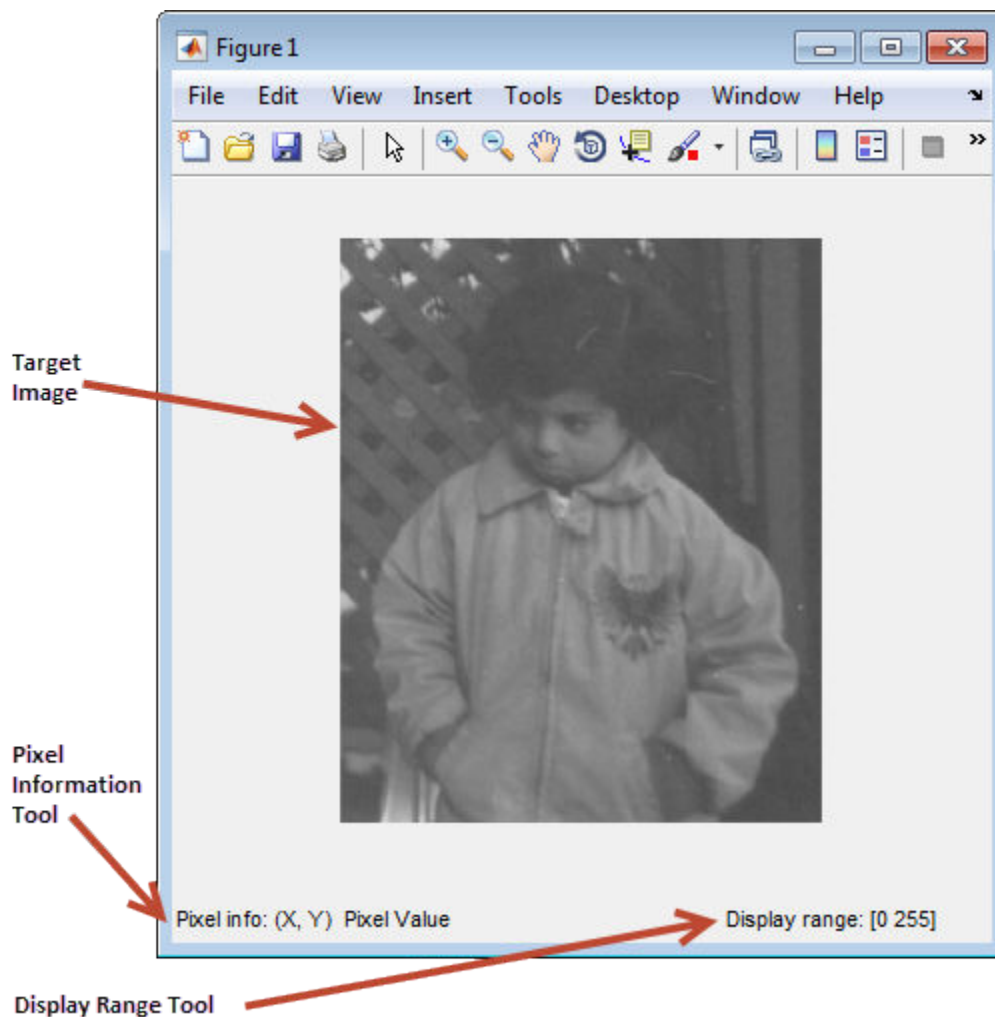 Figure 1
File Edit View Insert Tools Desktop Window Help
Target
Image
Pixel
Information
Tool
Pixel info: (X, Y) Pixel Value
Display range: [0 255]
Display Range Tool